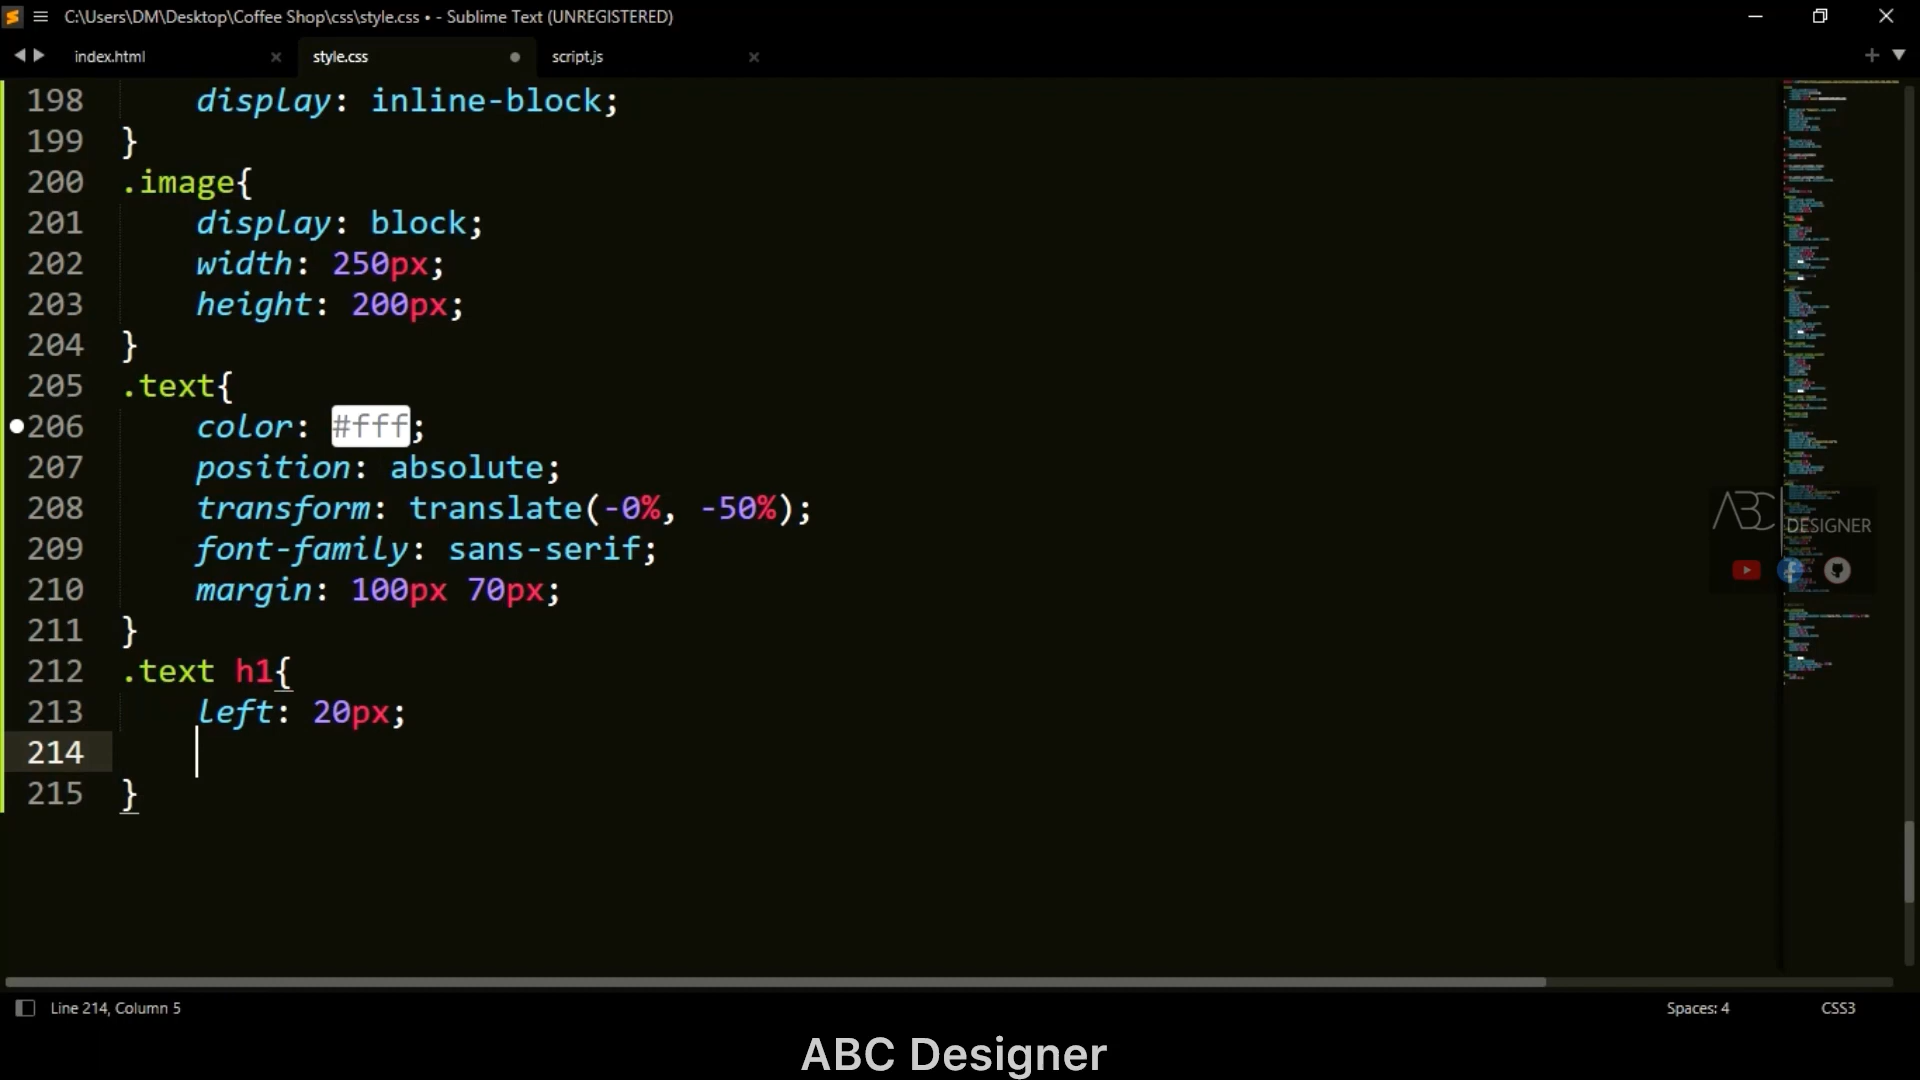 C:\Users\DM\Desktop\Coffee Shop\css\style.css • - Sublime Text (UNREGISTERED)
index.html
style.css
script.js
198 display: inline-block;
199 }
200 .image{
201 display: block;
202 width: 250px;
203 height: 200px;
204 }
205 .text{
206 color: #fff;
207 position: absolute;
208 transform: translate(-0%, -50%);
209 font-family: sans-serif;
210 margin: 100px 70px;
211 }
212 .text h1{
213 left: 20px;
214
215 }
ABC DESIGNER
Line 214, Column 5
Spaces: 4
CSS3
ABC Designer